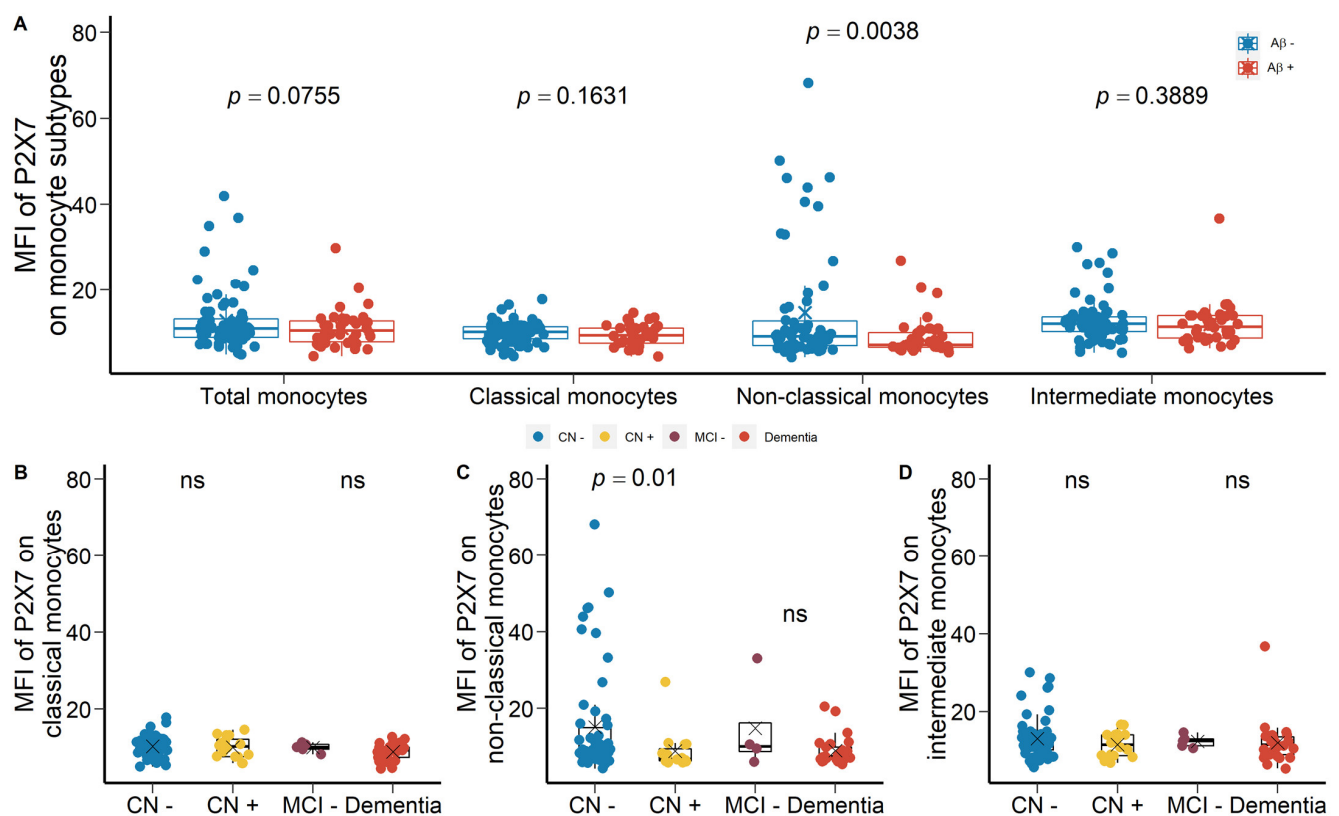 A
MFI of P2X7
on monocyte subtypes
80
60
40
20
p = 0.0755
p = 0.1631
p = 0.0038
p = 0.3889
Aβ -
Aβ +
Total monocytes
Classical monocytes
Non-classical monocytes
Intermediate monocytes
CN -
CN +
MCI -
Dementia
B
MFI of P2X7 on
classical monocytes
80
60
40
20
ns
ns
CN -
CN +
MCI -
Dementia
C
MFI of P2X7 on
non-classical monocytes
80
60
40
20
p = 0.01
ns
CN -
CN +
MCI -
Dementia
D
MFI of P2X7 on
intermediate monocytes
80
60
40
20
ns
ns
CN -
CN +
MCI -
Dementia